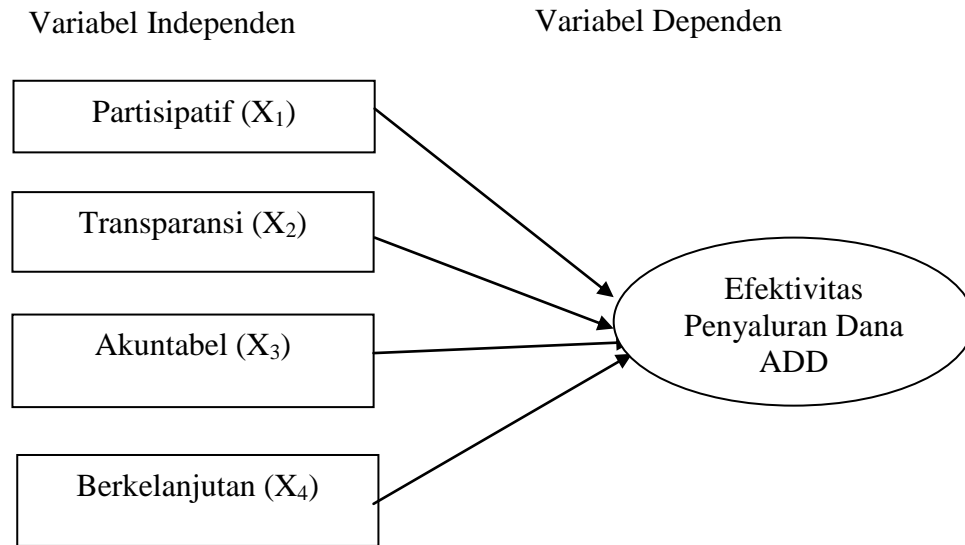 Variabel Independen
Variabel Dependen
Partisipatif (X₁)
Transparansi (X₂)
Akuntabel (X₃)
Berkelanjutan (X₄)
Efektivitas
Penyaluran Dana
ADD